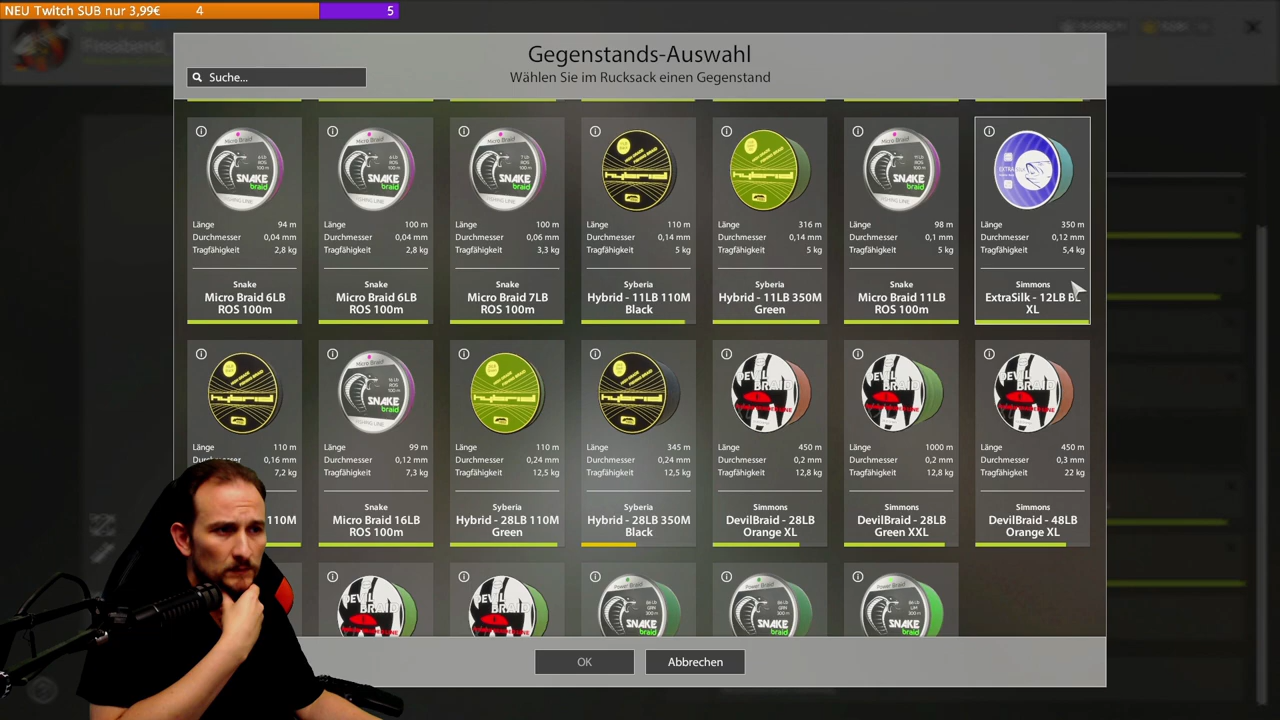 NEU Twitch SUB nur 3,99€ 4 5
Gegenstands-Auswahl
Wählen Sie im Rucksack einen Gegenstand
Suche...
Länge 94 m
Durchmesser 0,04 mm
Tragfähigkeit 2,8 kg
Snake
Micro Braid 6LB
ROS 100m
Länge 100 m
Durchmesser 0,04 mm
Tragfähigkeit 2,8 kg
Snake
Micro Braid 6LB
ROS 100m
Länge 100 m
Durchmesser 0,06 mm
Tragfähigkeit 3,3 kg
Snake
Micro Braid 7LB
ROS 100m
Länge 110 m
Durchmesser 0,14 mm
Tragfähigkeit 5 kg
Syberia
Hybrid - 11LB 110M
Black
Länge 316 m
Durchmesser 0,14 mm
Tragfähigkeit 5 kg
Syberia
Hybrid - 11LB 350M
Green
Länge 98 m
Durchmesser 0,1 mm
Tragfähigkeit 5 kg
Snake
Micro Braid 11LB
ROS 100m
Länge 350 m
Durchmesser 0,12 mm
Tragfähigkeit 5,4 kg
Simmons
ExtraSilk - 12LB BL
XL
Länge 110 m
Durchmesser 0,16 mm
Tragfähigkeit 7,2 kg
110M
Länge 99 m
Durchmesser 0,12 mm
Tragfähigkeit 7,3 kg
Snake
Micro Braid 16LB
ROS 100m
Länge 110 m
Durchmesser 0,24 mm
Tragfähigkeit 12,5 kg
Syberia
Hybrid - 28LB 110M
Green
Länge 345 m
Durchmesser 0,24 mm
Tragfähigkeit 12,5 kg
Syberia
Hybrid - 28LB 350M
Black
Länge 450 m
Durchmesser 0,2 mm
Tragfähigkeit 12,8 kg
Simmons
DevilBraid - 28LB
Orange XL
Länge 1000 m
Durchmesser 0,2 mm
Tragfähigkeit 12,8 kg
Simmons
DevilBraid - 28LB
Green XXL
Länge 450 m
Durchmesser 0,3 mm
Tragfähigkeit 22 kg
Simmons
DevilBraid - 48LB
Orange XL
OK
Abbrechen